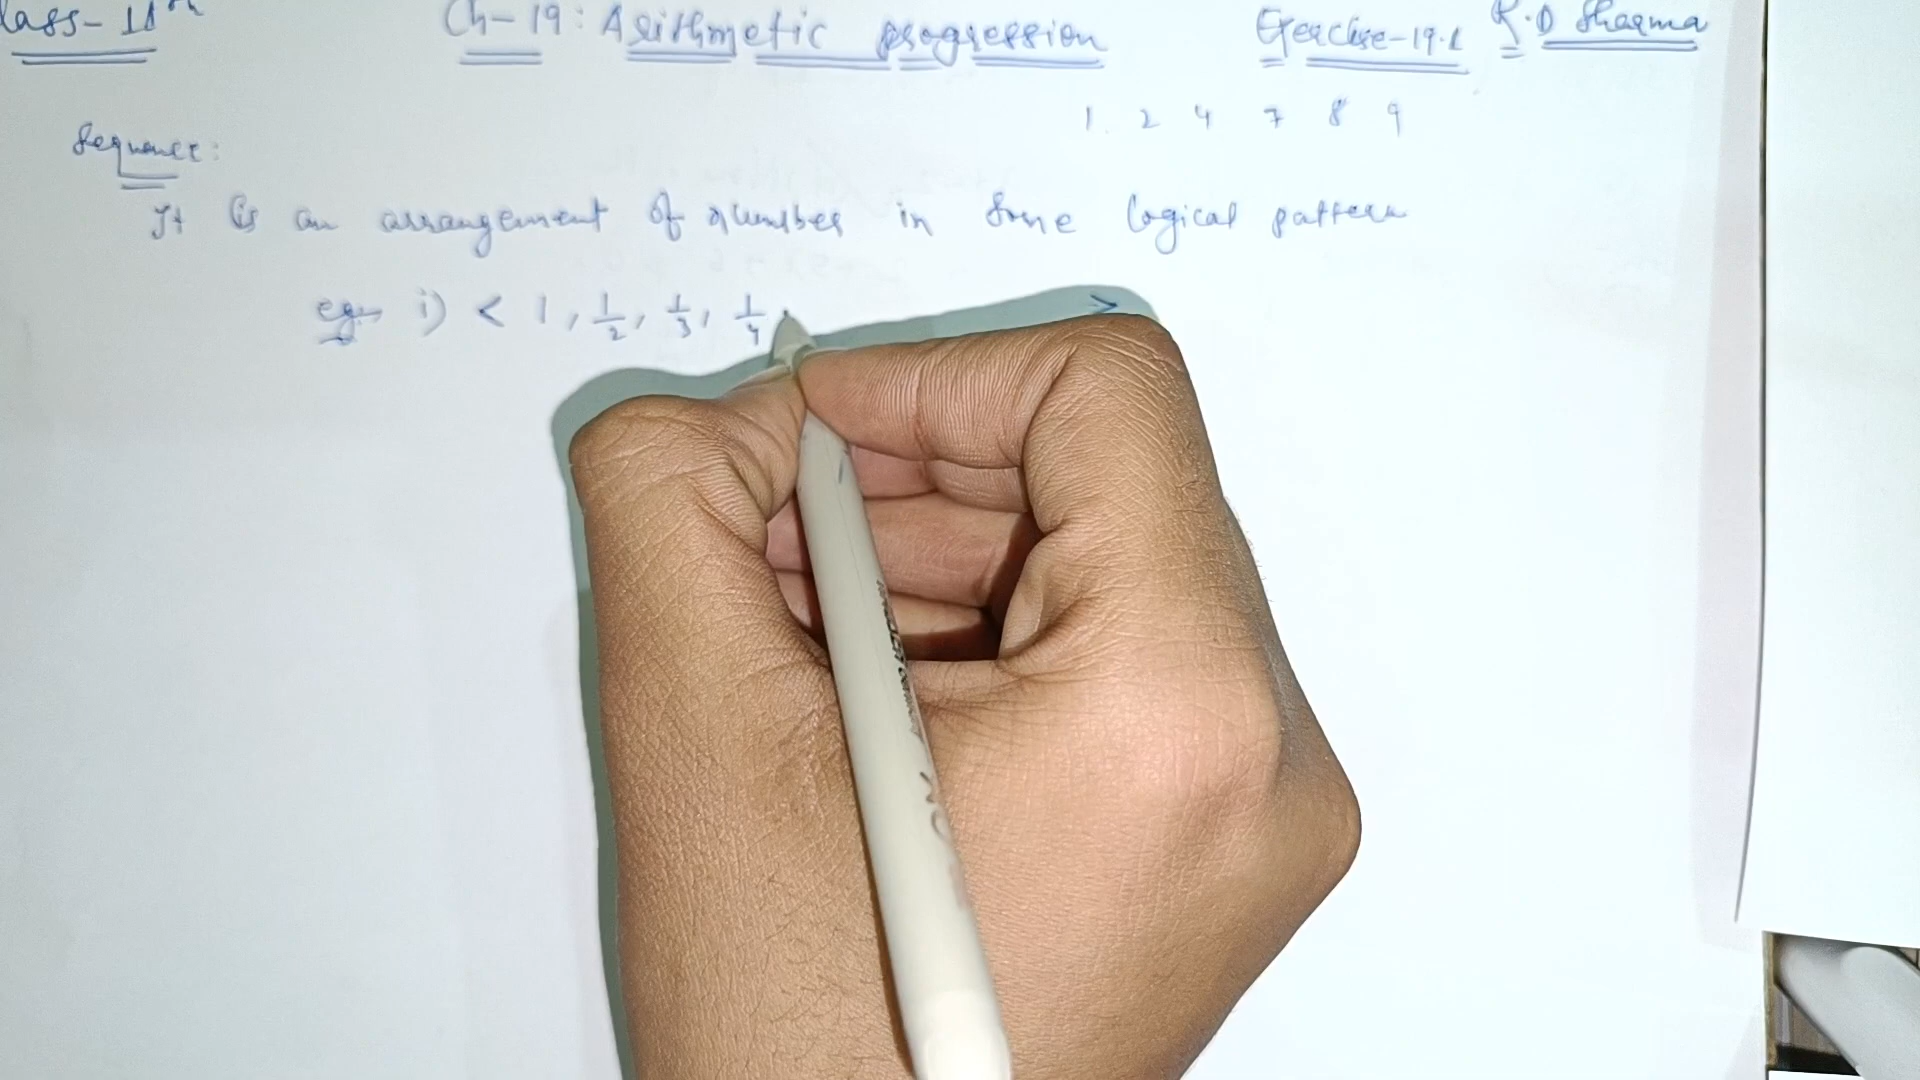 lass- 11th Ch- 19: Arithmetic progression Exercise-19.1 R.D Sharma
1. 2 4 7 8 9
Sequence:
It is an arrangement of number in some logical pattern
eg:- i) < 1, 1/2, 1/3, 1/4, >